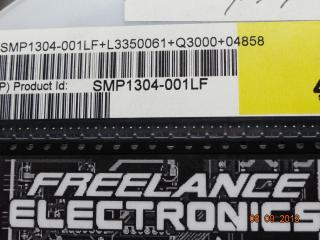 SMP1304-001LF+L3350061+Q3000+04858
P) Product Id: SMP1304-001LF
FREELANCE
ELECTRONICS